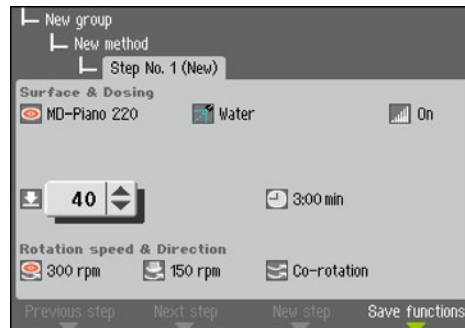 New group
New method
Step No. 1 (New)
Surface & Dosing
MD-Piano 220 Water On
40 3:00 min
Rotation speed & Direction
300 rpm 150 rpm Co-rotation
Previous step Next step New step Save functions